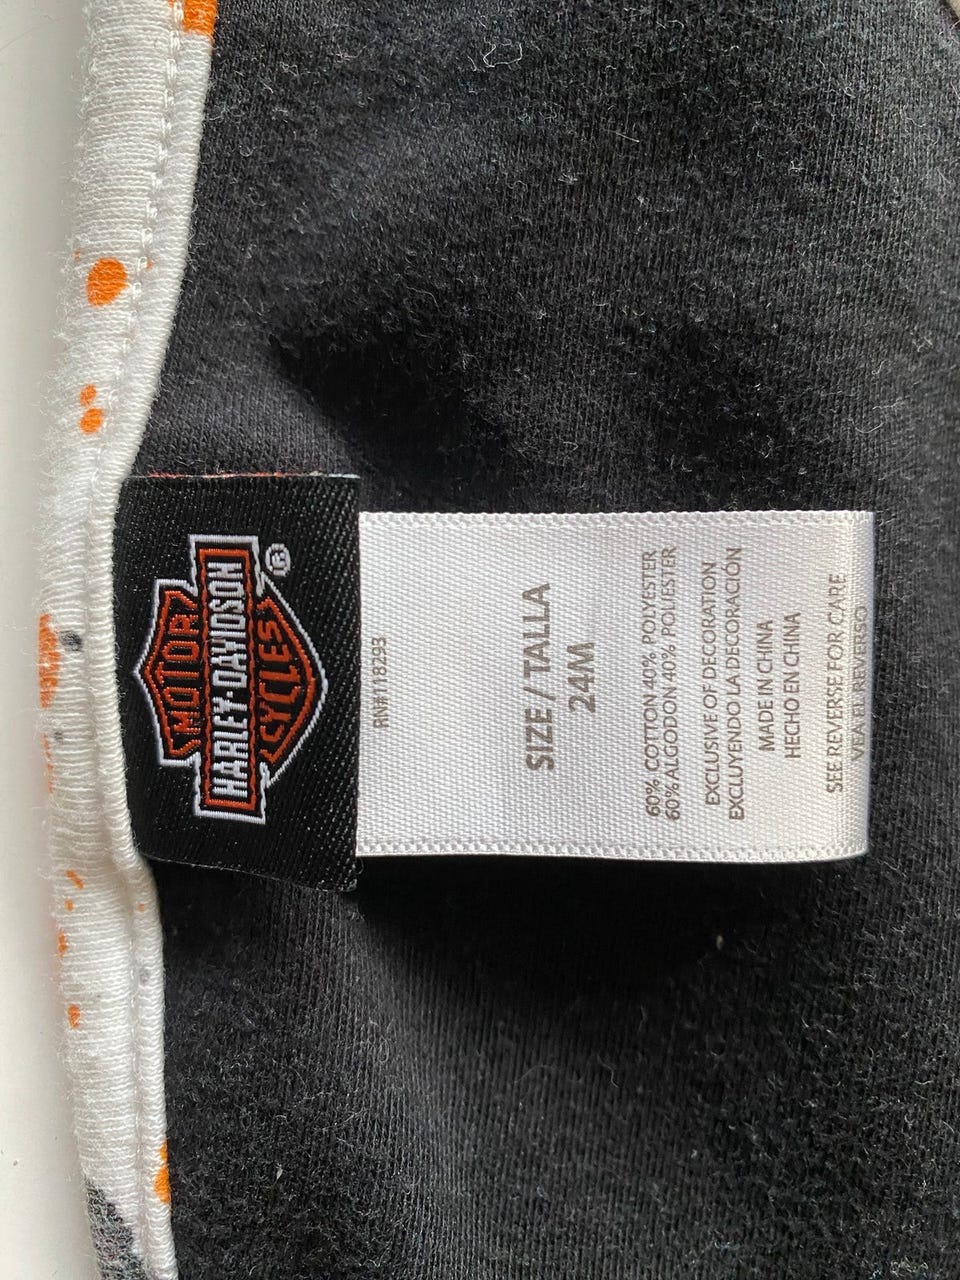 MOTOR
HARLEY-DAVIDSON
CYCLES
®
RN#118293
SIZE / TALLA
24M
60% COTTON 40% POLYESTER
60% ALGODON 40% POLIESTER
EXCLUSIVE OF DECORATION
EXCLUYENDO LA DECORACIÓN
MADE IN CHINA
HECHO EN CHINA
SEE REVERSE FOR CARE
VEA EL REVERSO